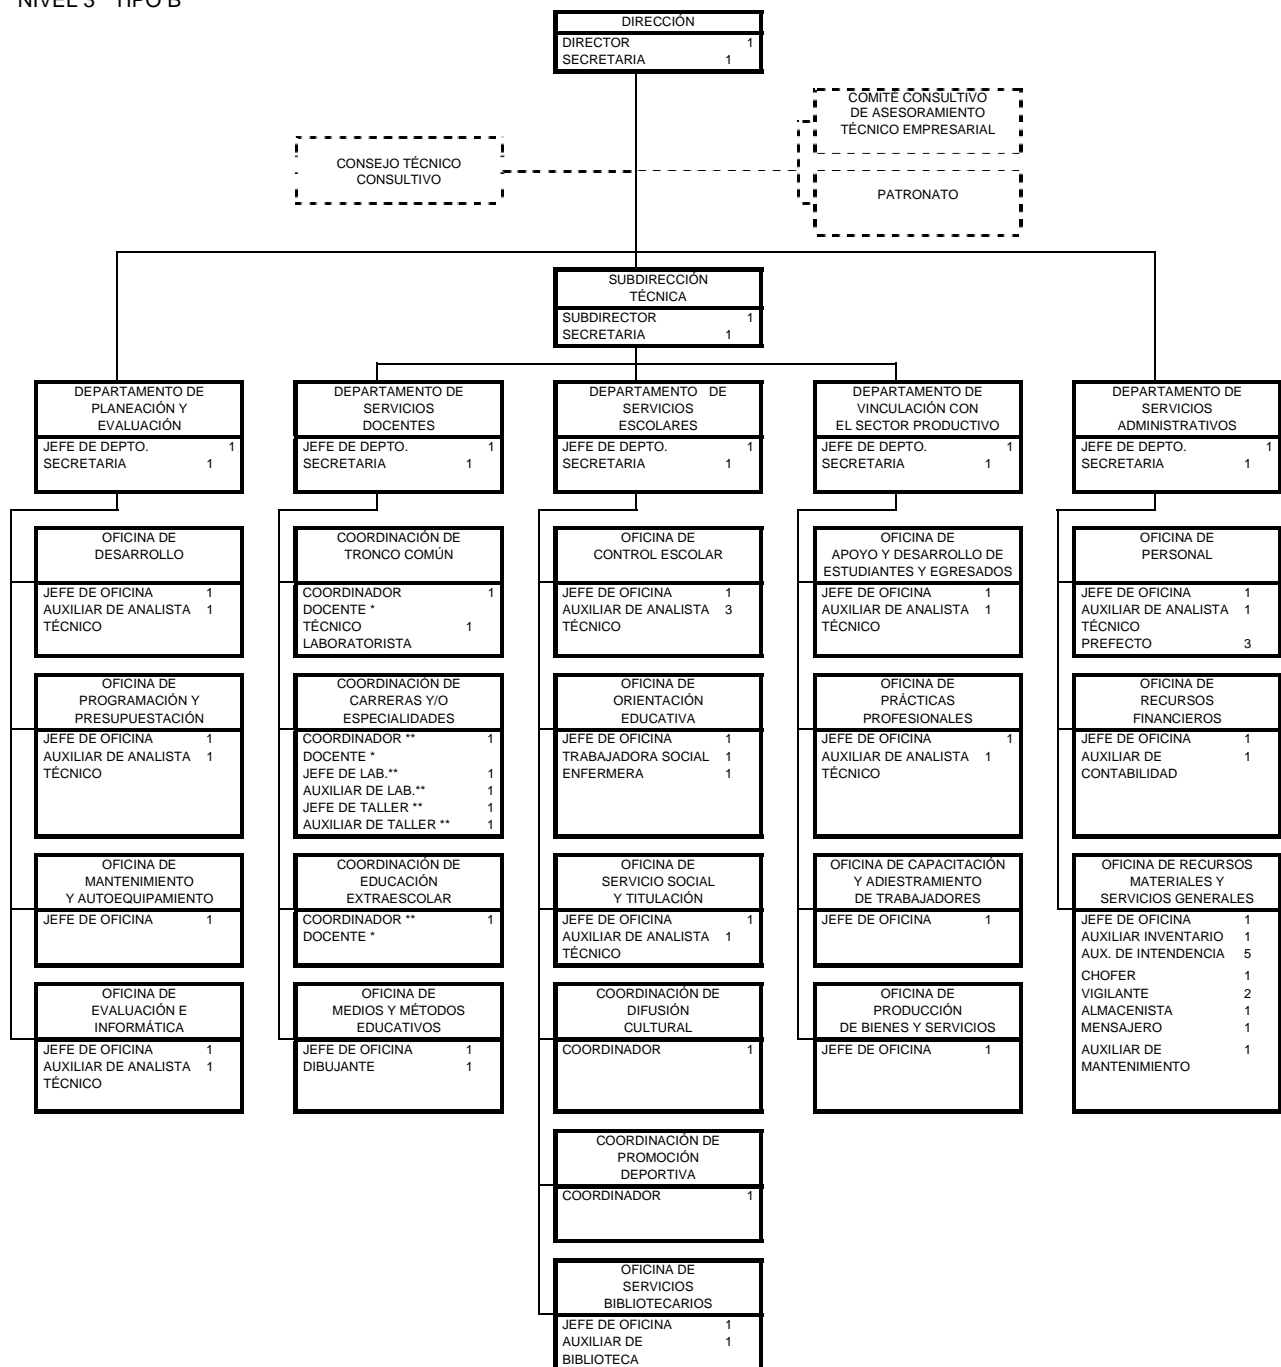 NIVEL 3 TIPO B
DIRECCIÓN
DIRECTOR 1
SECRETARIA 1
COMITÉ CONSULTIVO
DE ASESORAMIENTO
TÉCNICO EMPRESARIAL
CONSEJO TÉCNICO
CONSULTIVO
PATRONATO
SUBDIRECCIÓN
TÉCNICA
SUBDIRECTOR 1
SECRETARIA 1
DEPARTAMENTO DE
PLANEACIÓN Y
EVALUACIÓN
JEFE DE DEPTO. 1
SECRETARIA 1
DEPARTAMENTO DE
SERVICIOS
DOCENTES
JEFE DE DEPTO. 1
SECRETARIA 1
DEPARTAMENTO DE
SERVICIOS
ESCOLARES
JEFE DE DEPTO. 1
SECRETARIA 1
DEPARTAMENTO DE
VINCULACIÓN CON
EL SECTOR PRODUCTIVO
JEFE DE DEPTO. 1
SECRETARIA 1
DEPARTAMENTO DE
SERVICIOS
ADMINISTRATIVOS
JEFE DE DEPTO. 1
SECRETARIA 1
OFICINA DE
DESARROLLO
JEFE DE OFICINA 1
AUXILIAR DE ANALISTA 1
TÉCNICO
COORDINACIÓN DE
TRONCO COMÚN
COORDINADOR 1
DOCENTE *
TÉCNICO 1
LABORATORISTA
OFICINA DE
CONTROL ESCOLAR
JEFE DE OFICINA 1
AUXILIAR DE ANALISTA 3
TÉCNICO
OFICINA DE
APOYO Y DESARROLLO DE
ESTUDIANTES Y EGRESADOS
JEFE DE OFICINA 1
AUXILIAR DE ANALISTA 1
TÉCNICO
OFICINA DE
PERSONAL
JEFE DE OFICINA 1
AUXILIAR DE ANALISTA 1
TÉCNICO
PREFECTO 3
OFICINA DE
PROGRAMACIÓN Y
PRESUPUESTACIÓN
JEFE DE OFICINA 1
AUXILIAR DE ANALISTA 1
TÉCNICO
COORDINACIÓN DE
CARRERAS Y/O
ESPECIALIDADES
COORDINADOR ** 1
DOCENTE *
JEFE DE LAB.** 1
AUXILIAR DE LAB.** 1
JEFE DE TALLER ** 1
AUXILIAR DE TALLER ** 1
OFICINA DE
ORIENTACIÓN
EDUCATIVA
JEFE DE OFICINA 1
TRABAJADORA SOCIAL 1
ENFERMERA 1
OFICINA DE
PRÁCTICAS
PROFESIONALES
JEFE DE OFICINA 1
AUXILIAR DE ANALISTA 1
TÉCNICO
OFICINA DE
RECURSOS
FINANCIEROS
JEFE DE OFICINA 1
AUXILIAR DE 1
CONTABILIDAD
OFICINA DE
MANTENIMIENTO
Y AUTOEQUIPAMIENTO
JEFE DE OFICINA 1
COORDINACIÓN DE
EDUCACIÓN
EXTRAESCOLAR
COORDINADOR ** 1
DOCENTE *
OFICINA DE
SERVICIO SOCIAL
Y TITULACIÓN
JEFE DE OFICINA 1
AUXILIAR DE ANALISTA 1
TÉCNICO
OFICINA DE CAPACITACIÓN
Y ADIESTRAMIENTO
DE TRABAJADORES
JEFE DE OFICINA 1
OFICINA DE RECURSOS
MATERIALES Y
SERVICIOS GENERALES
JEFE DE OFICINA 1
AUXILIAR INVENTARIO 1
AUX. DE INTENDENCIA 5
CHOFER 1
VIGILANTE 2
ALMACENISTA 1
MENSAJERO 1
AUXILIAR DE 1
MANTENIMIENTO
OFICINA DE
EVALUACIÓN E
INFORMÁTICA
JEFE DE OFICINA 1
AUXILIAR DE ANALISTA 1
TÉCNICO
OFICINA DE
MEDIOS Y MÉTODOS
EDUCATIVOS
JEFE DE OFICINA 1
DIBUJANTE 1
COORDINACIÓN DE
DIFUSIÓN
CULTURAL
COORDINADOR 1
OFICINA DE
PRODUCCIÓN
DE BIENES Y SERVICIOS
JEFE DE OFICINA 1
COORDINACIÓN DE
PROMOCIÓN
DEPORTIVA
COORDINADOR 1
OFICINA DE
SERVICIOS
BIBLIOTECARIOS
JEFE DE OFICINA 1
AUXILIAR DE 1
BIBLIOTECA